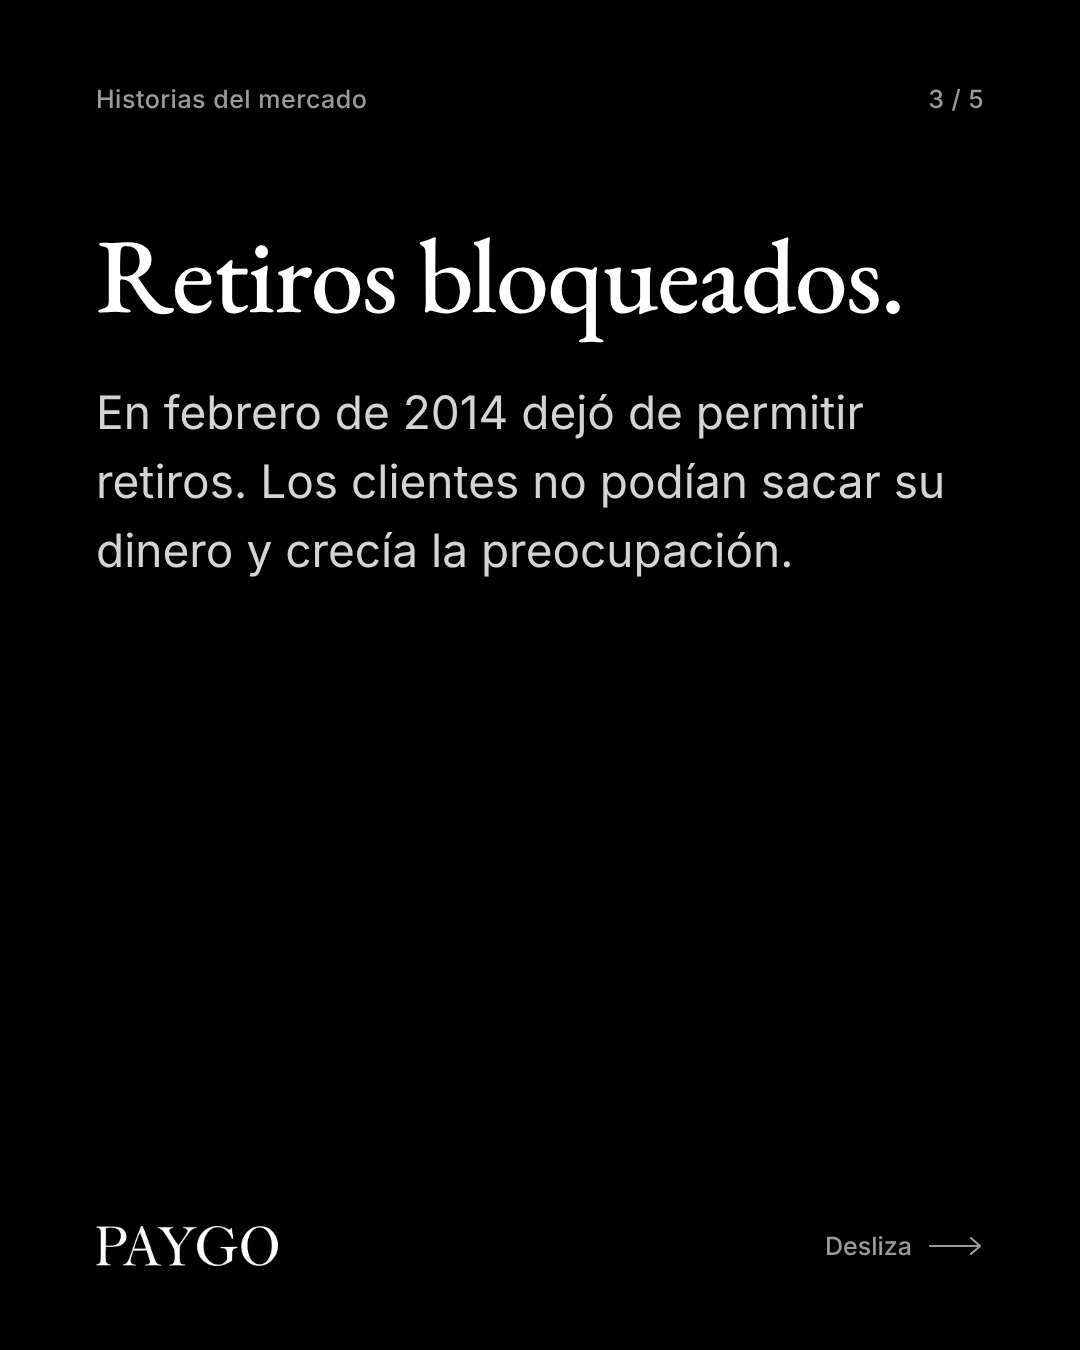 Historias del mercado
3 / 5
Retiros bloqueados.
En febrero de 2014 dejó de permitir
retiros. Los clientes no podían sacar su
dinero y crecía la preocupación.
PAYGO
Desliza